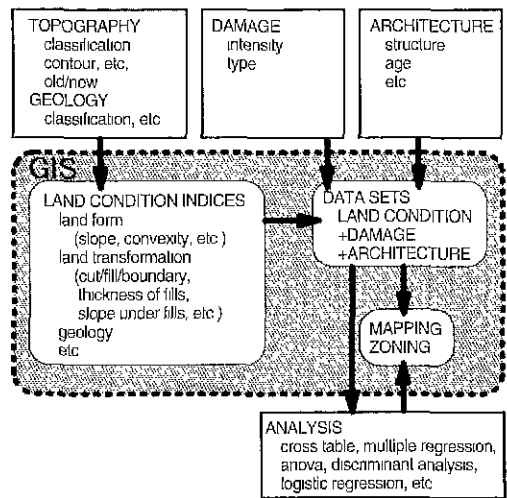 TOPOGRAPHY
classification
contour, etc,
old/now
GEOLOGY
classification, etc
DAMAGE
intensity
type
ARCHITECTURE
structure
age
etc
GIS
LAND CONDITION INDICES
land form
(slope, convexity, etc )
land transformation
(cut/fill/boundary,
thickness of fills,
slope under fills, etc )
geology
etc
DATA SETS
LAND CONDITION
+DAMAGE
+ARCHITECTURE
MAPPING
ZONING
ANALYSIS
cross table, multiple regression,
anova, discriminant analysis,
logistic regression, etc